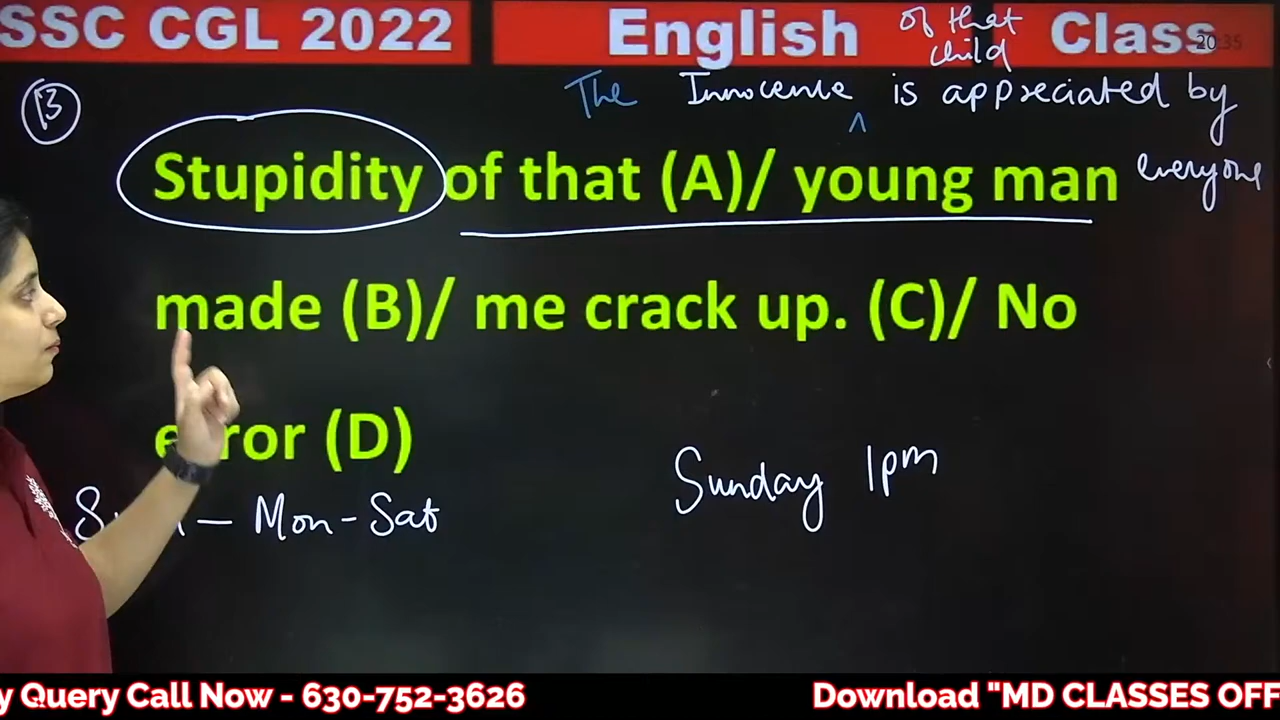 SSC CGL 2022 English Class
20:35
of that
child
The Innocence ^ is appreciated by
everyone
13
Stupidity of that (A)/ young man
made (B)/ me crack up. (C)/ No
error (D)
Mon-Sat
Sunday 1pm
y Query Call Now - 630-752-3626
Download "MD CLASSES OFF